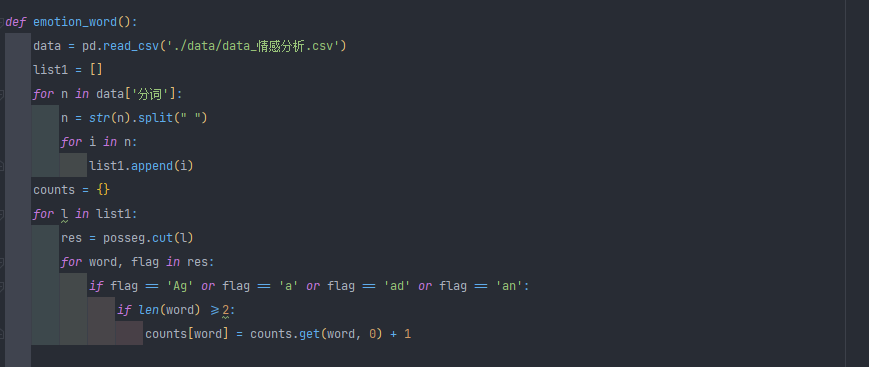 def emotion_word():
    data = pd.read_csv('./data/data_情感分析.csv')
    list1 = []
    for n in data['分词']:
        n = str(n).split(" ")
        for i in n:
            list1.append(i)
    counts = {}
    for l in list1:
        res = posseg.cut(l)
        for word, flag in res:
            if flag == 'Ag' or flag == 'a' or flag == 'ad' or flag == 'an':
                if len(word) >=2:
                    counts[word] = counts.get(word, 0) + 1